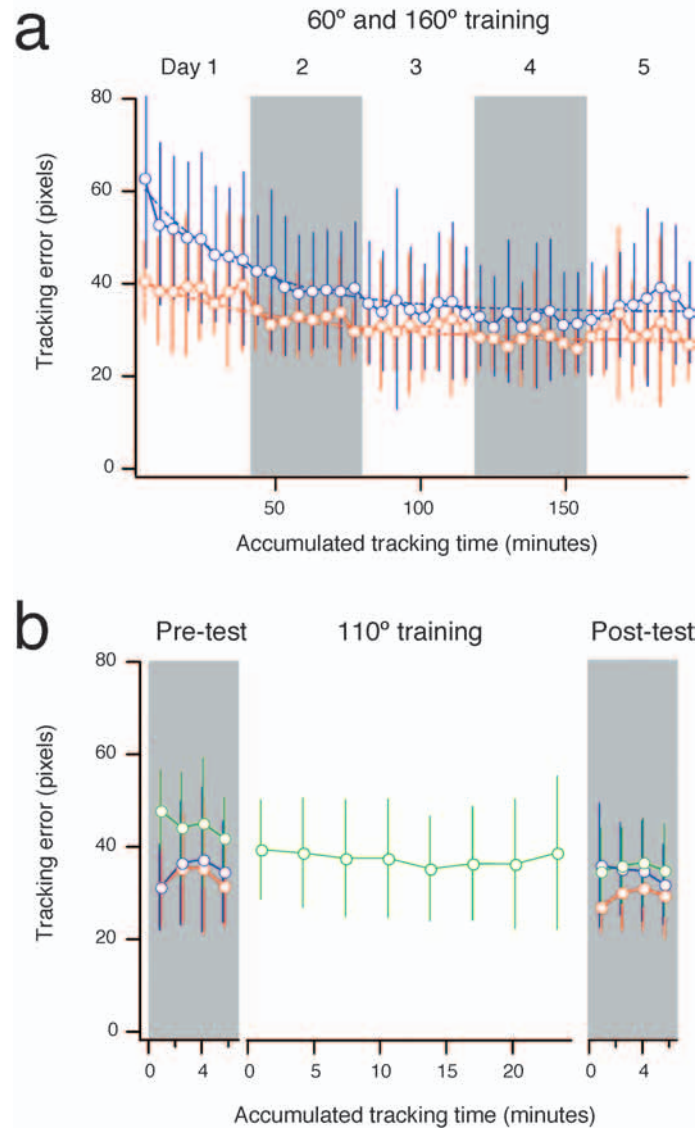 a
60º and 160º training
Day 1 2 3 4 5
80
60
40
20
0
Tracking error (pixels)
50 100 150
Accumulated tracking time (minutes)
b
Pre-test 110º training Post-test
80
60
40
20
0
Tracking error (pixels)
0 4 0 5 10 15 20 0 4
Accumulated tracking time (minutes)